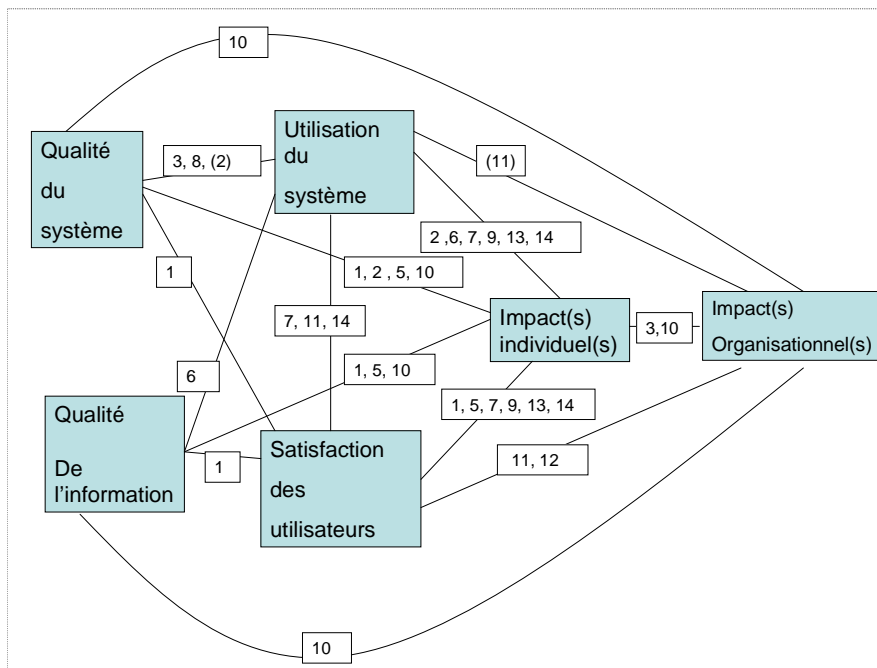 10
Utilisation
du
système
Qualité
du
système
3, 8, (2)
(11)
2 ,6, 7, 9, 13, 14
1
1, 2 , 5, 10
7, 11, 14
Impact(s)
individuel(s)
3,10
Impact(s)
Organisationnel(s)
6
1, 5, 10
1, 5, 7, 9, 13, 14
Qualité
De
l'information
1
Satisfaction
des
utilisateurs
11, 12
10